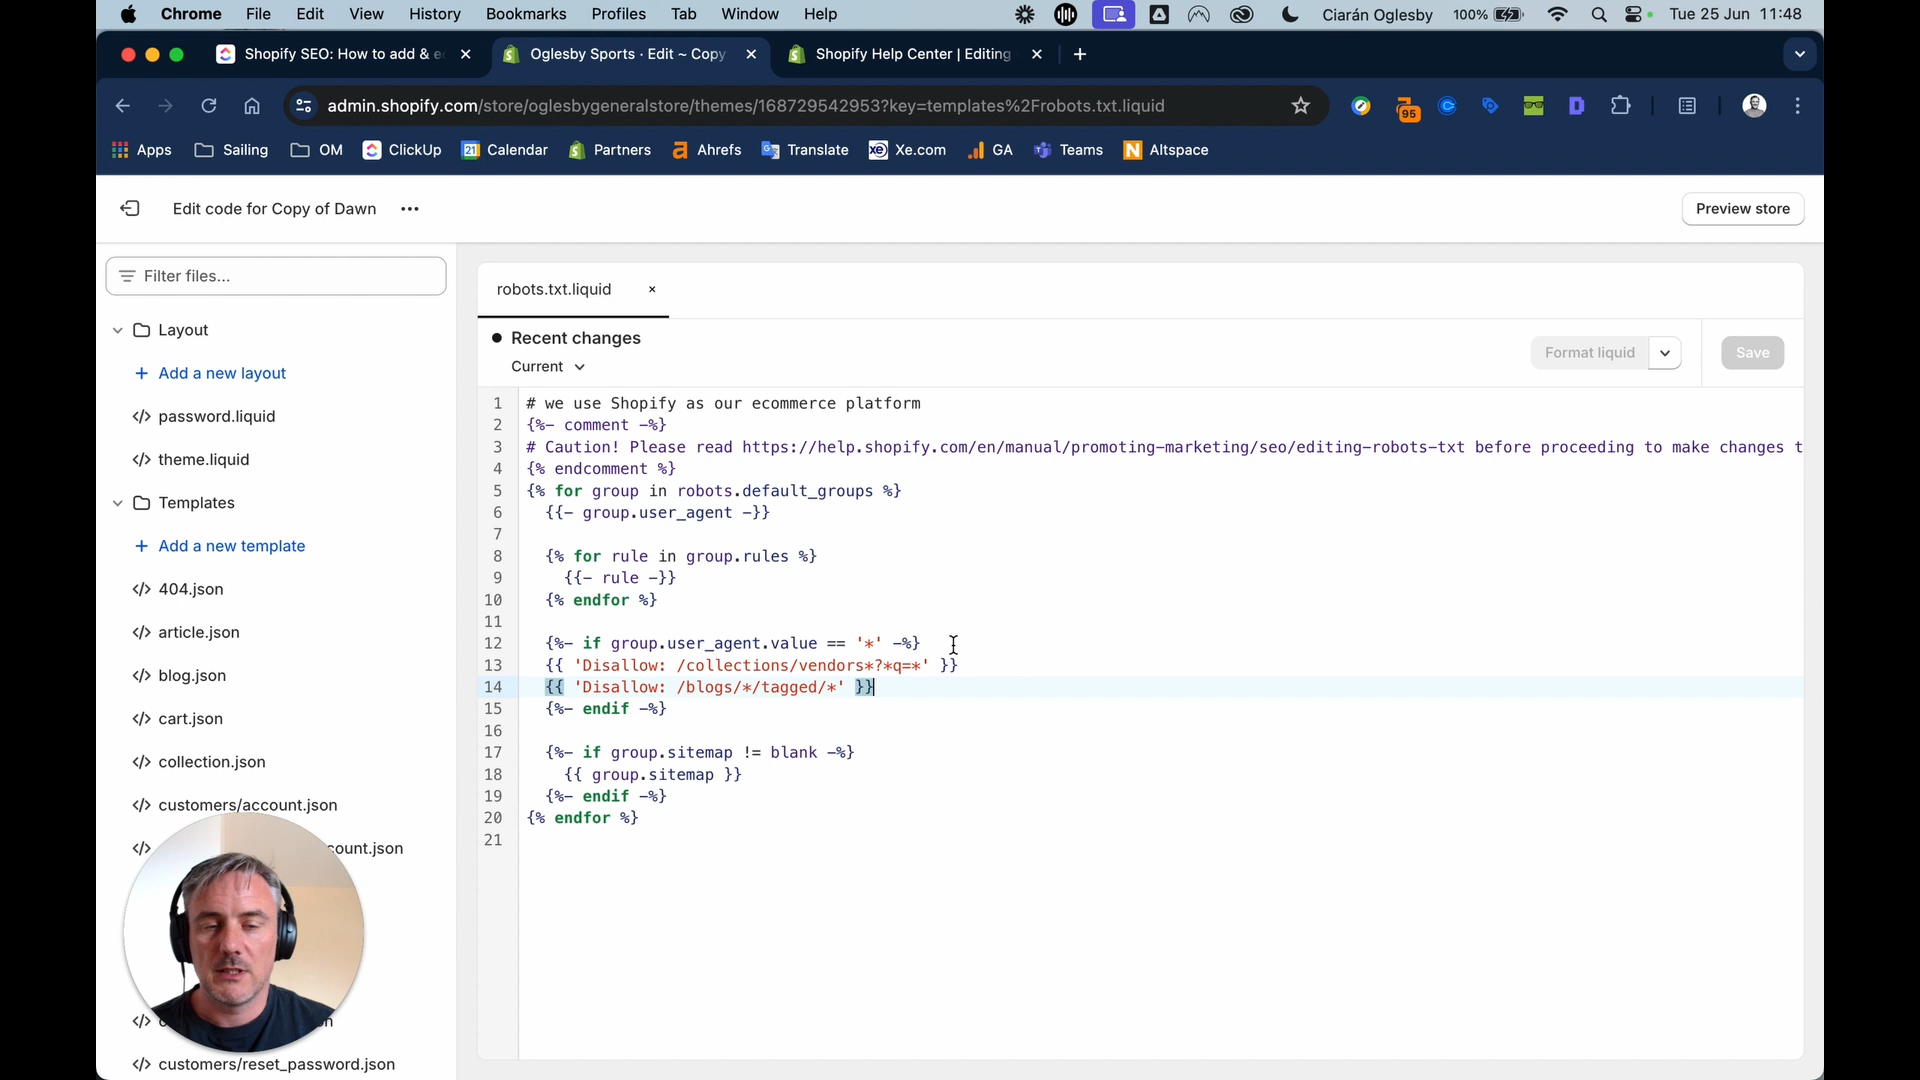 Chrome File Edit View History Bookmarks Profiles Tab Window Help Ciarán Oglesby 100% Tue 25 Jun 11:48
Shopify SEO: How to add & e
Oglesby Sports · Edit ~ Copy
Shopify Help Center | Editing
admin.shopify.com/store/oglesbygeneralstore/themes/168729542953?key=templates%2Frobots.txt.liquid
95
Apps Sailing OM ClickUp Calendar Partners Ahrefs Translate Xe.com GA Teams Altspace
Edit code for Copy of Dawn
Preview store
Filter files...
Layout
+ Add a new layout
</> password.liquid
</> theme.liquid
Templates
+ Add a new template
</> 404.json
</> article.json
</> blog.json
</> cart.json
</> collection.json
</> customers/account.json
</> count.json
</>
</> customers/reset_password.json
robots.txt.liquid
Recent changes
Current
Format liquid
Save
1 # we use Shopify as our ecommerce platform
2 {%- comment -%}
3 # Caution! Please read https://help.shopify.com/en/manual/promoting-marketing/seo/editing-robots-txt before proceeding to make changes t
4 {% endcomment %}
5 {% for group in robots.default_groups %}
6 {{- group.user_agent -}}
7
8 {% for rule in group.rules %}
9 {{- rule -}}
10 {% endfor %}
11
12 {%- if group.user_agent.value == '*' -%}
13 {{ 'Disallow: /collections/vendors*?*q=*' }}
14 {{ 'Disallow: /blogs/*/tagged/*' }}
15 {%- endif -%}
16
17 {%- if group.sitemap != blank -%}
18 {{ group.sitemap }}
19 {%- endif -%}
20 {% endfor %}
21